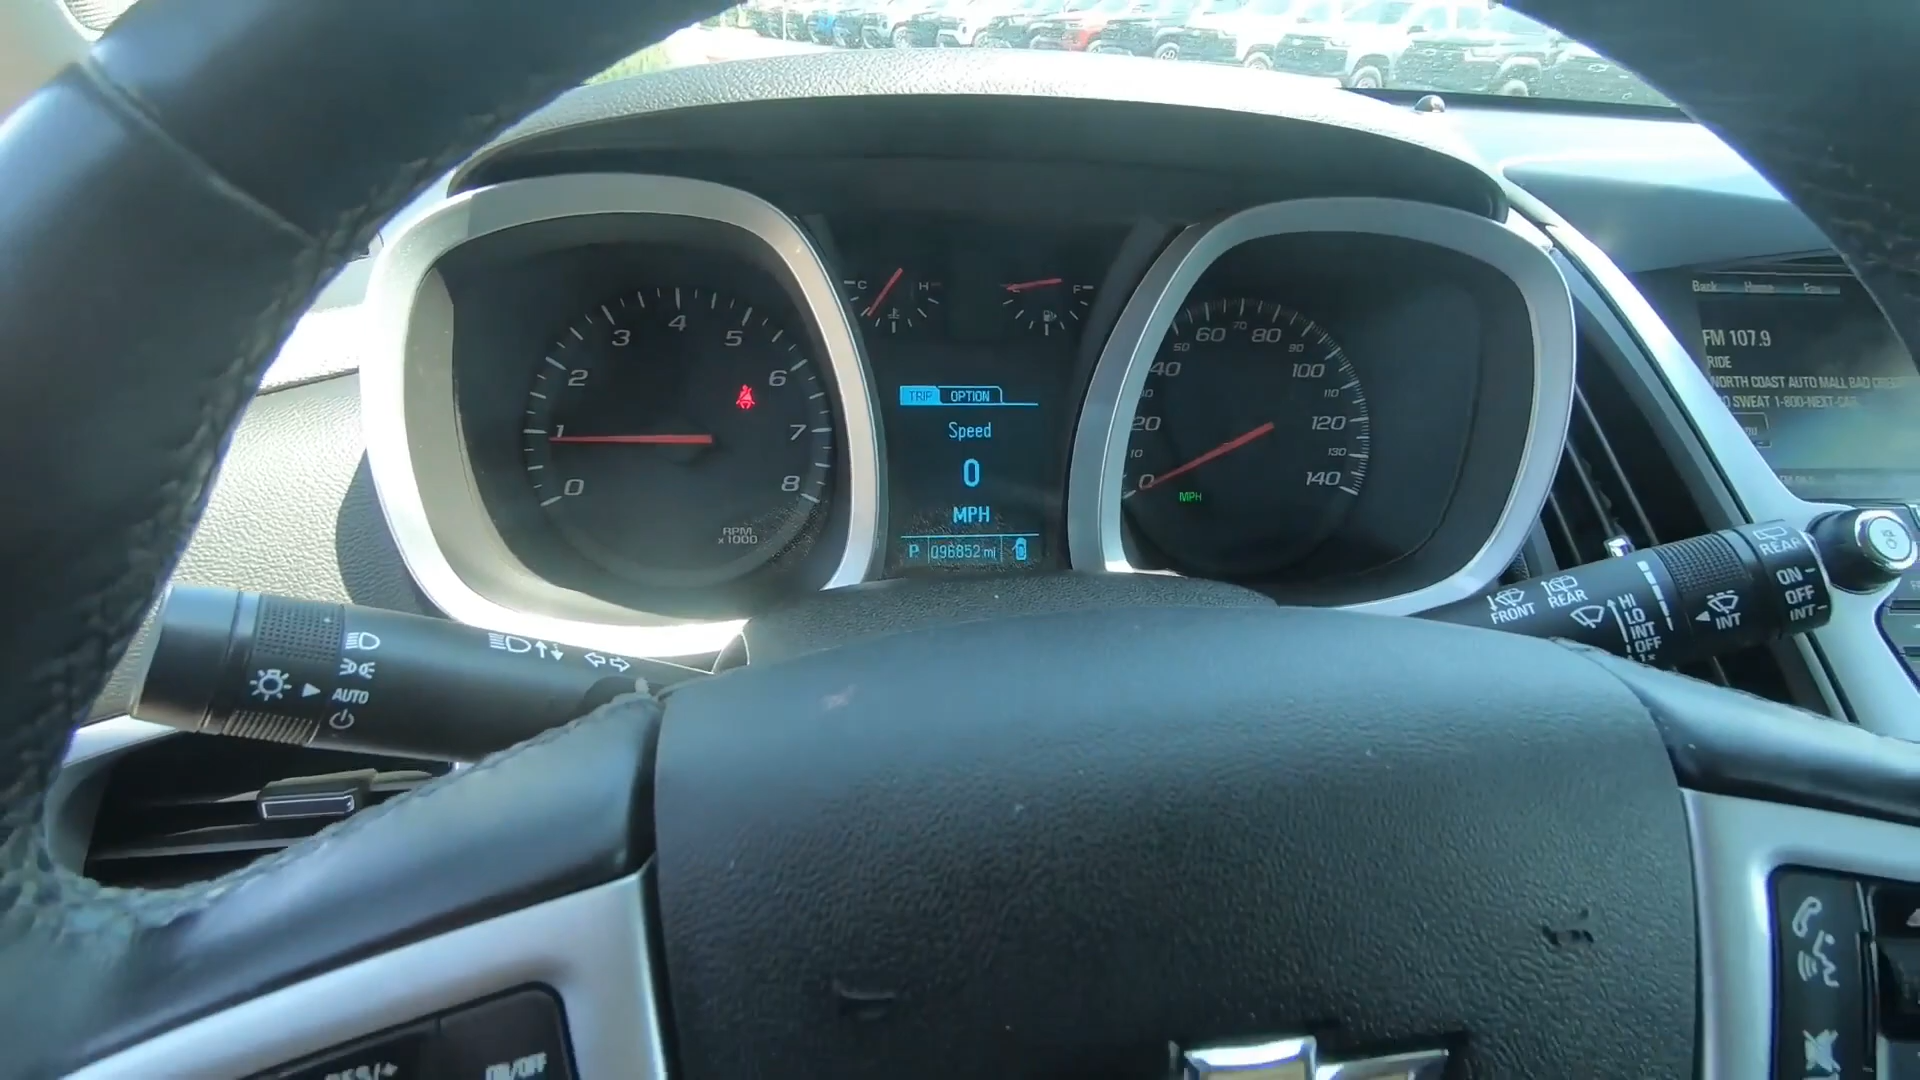 Back Home Fav
FM 107.9
RIDE
NORTH COAST AUTO MALL BAD
SWEAT 1-800-NEXT-CAR
0 1 2 3 4 5 6 7 8
RPM
x1000
C H
F
TRIP OPTION
Speed
0
MPH
P 096852 mi
0 10 20 40 50 60 70 80 90 100 110 120 130 140
MPH
AUTO
FRONT
REAR
HI
LO
INT
OFF
1x
INT
REAR
ON
OFF
INT
RES/+
ON/OFF